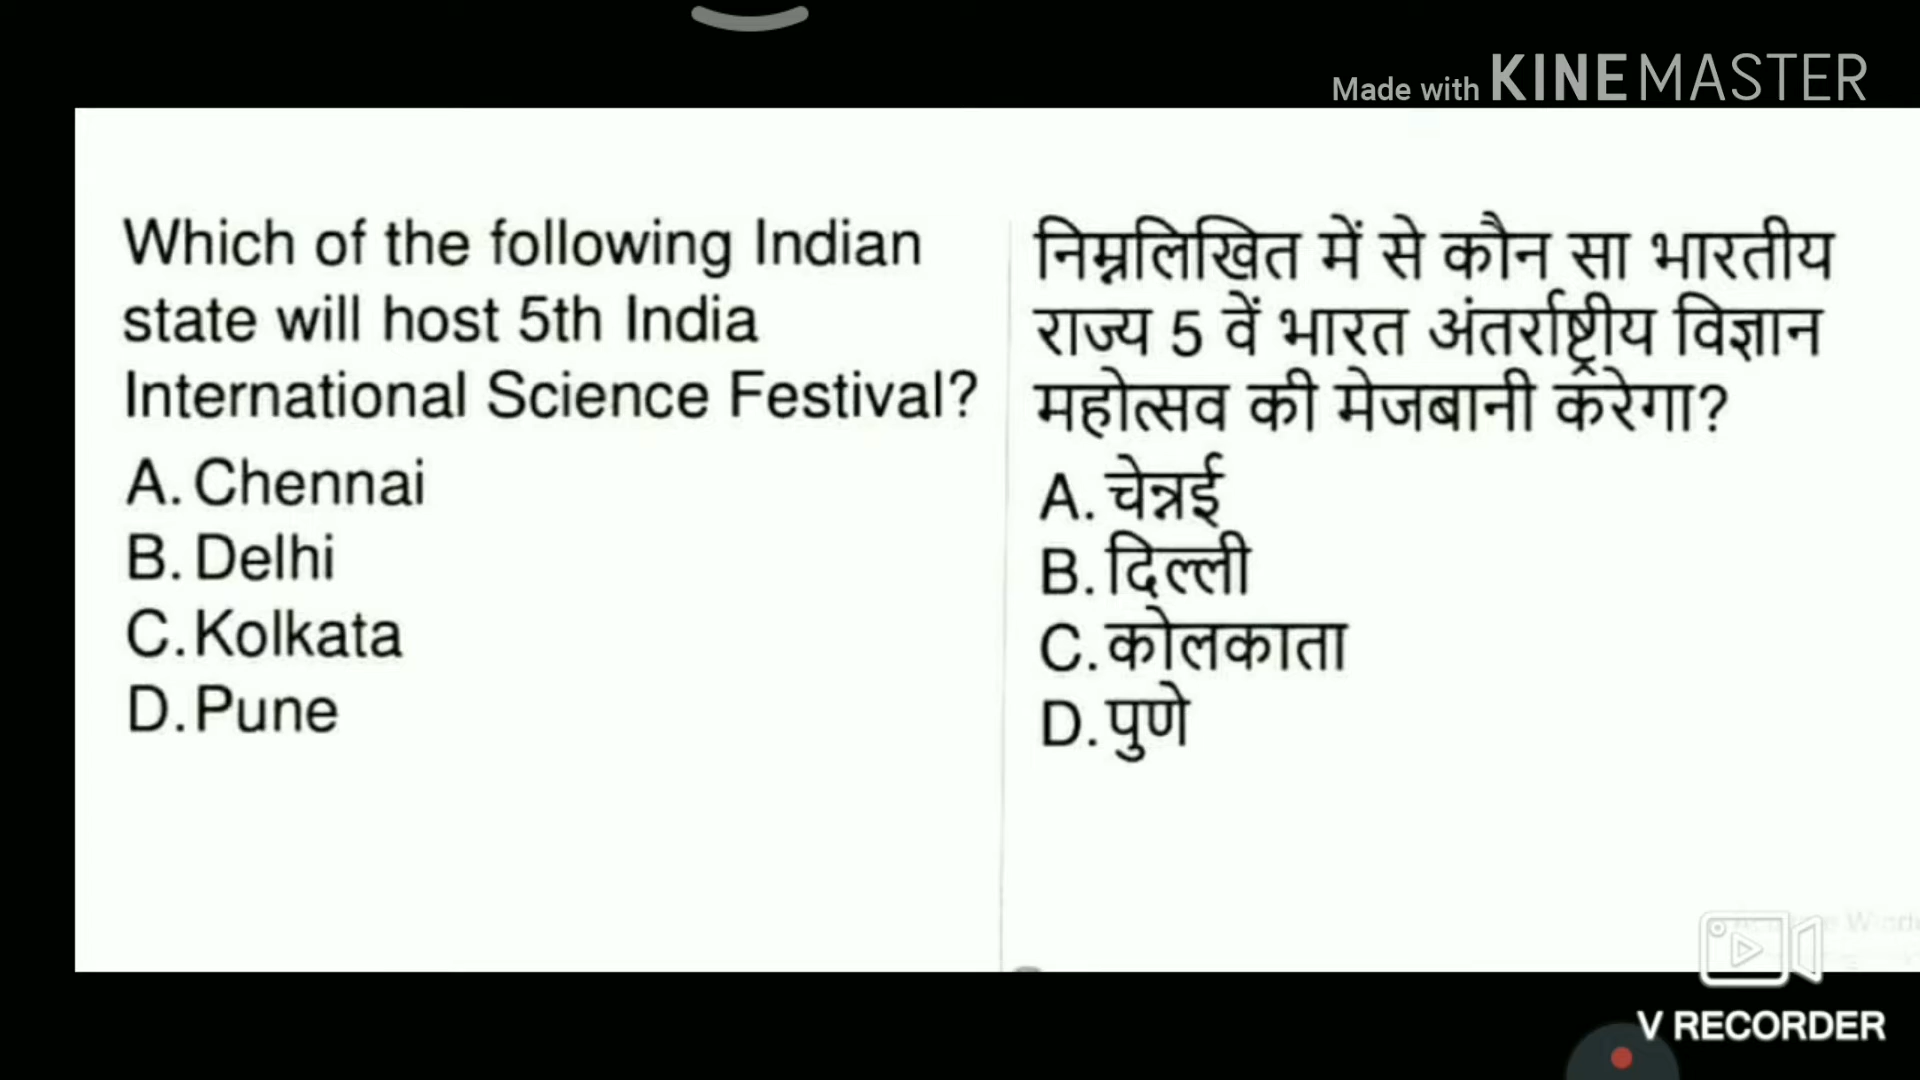 Made with KINEMASTER
Which of the following Indian
state will host 5th India
International Science Festival?
A. Chennai
B. Delhi
C. Kolkata
D. Pune
निम्नलिखित में से कौन सा भारतीय
राज्य 5 वें भारत अंतर्राष्ट्रीय विज्ञान
महोत्सव की मेजबानी करेगा?
A. चेन्नई
B. दिल्ली
C. कोलकाता
D. पुणे
V RECORDER